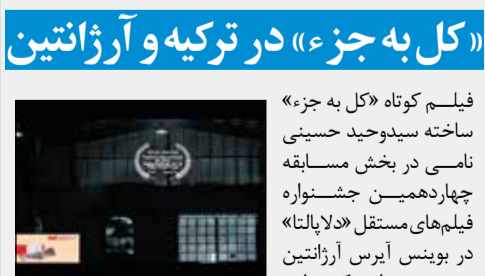 «کل به جزء» در ترکیه و آرژانتین
فیلم کوتاه «کل به جزء»
ساخته سیدوحید حسینی
نامی در بخش مسابقه
چهاردهمین جشنواره
فیلم‌های مستقل «دلاپالتا»
در بوینس آیرس آرژانتین